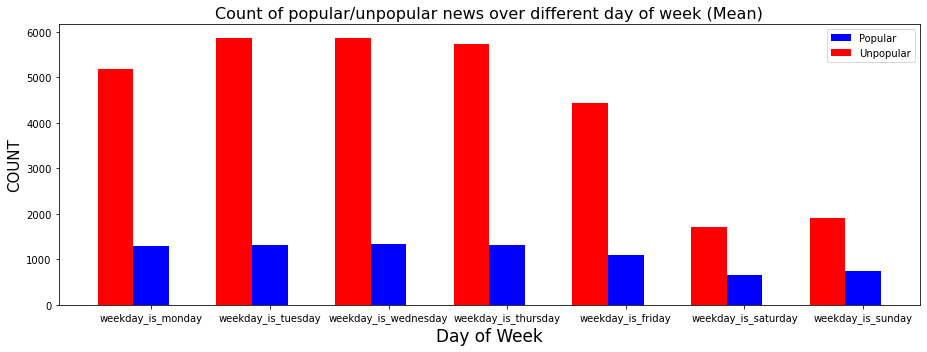 Count of popular/unpopular news over different day of week (Mean)
Popular
Unpopular
COUNT
6000
5000
4000
3000
2000
1000
0
weekday_is_monday weekday_is_tuesday weekday_is_wednesday weekday_is_thursday weekday_is_friday weekday_is_saturday weekday_is_sunday
Day of Week